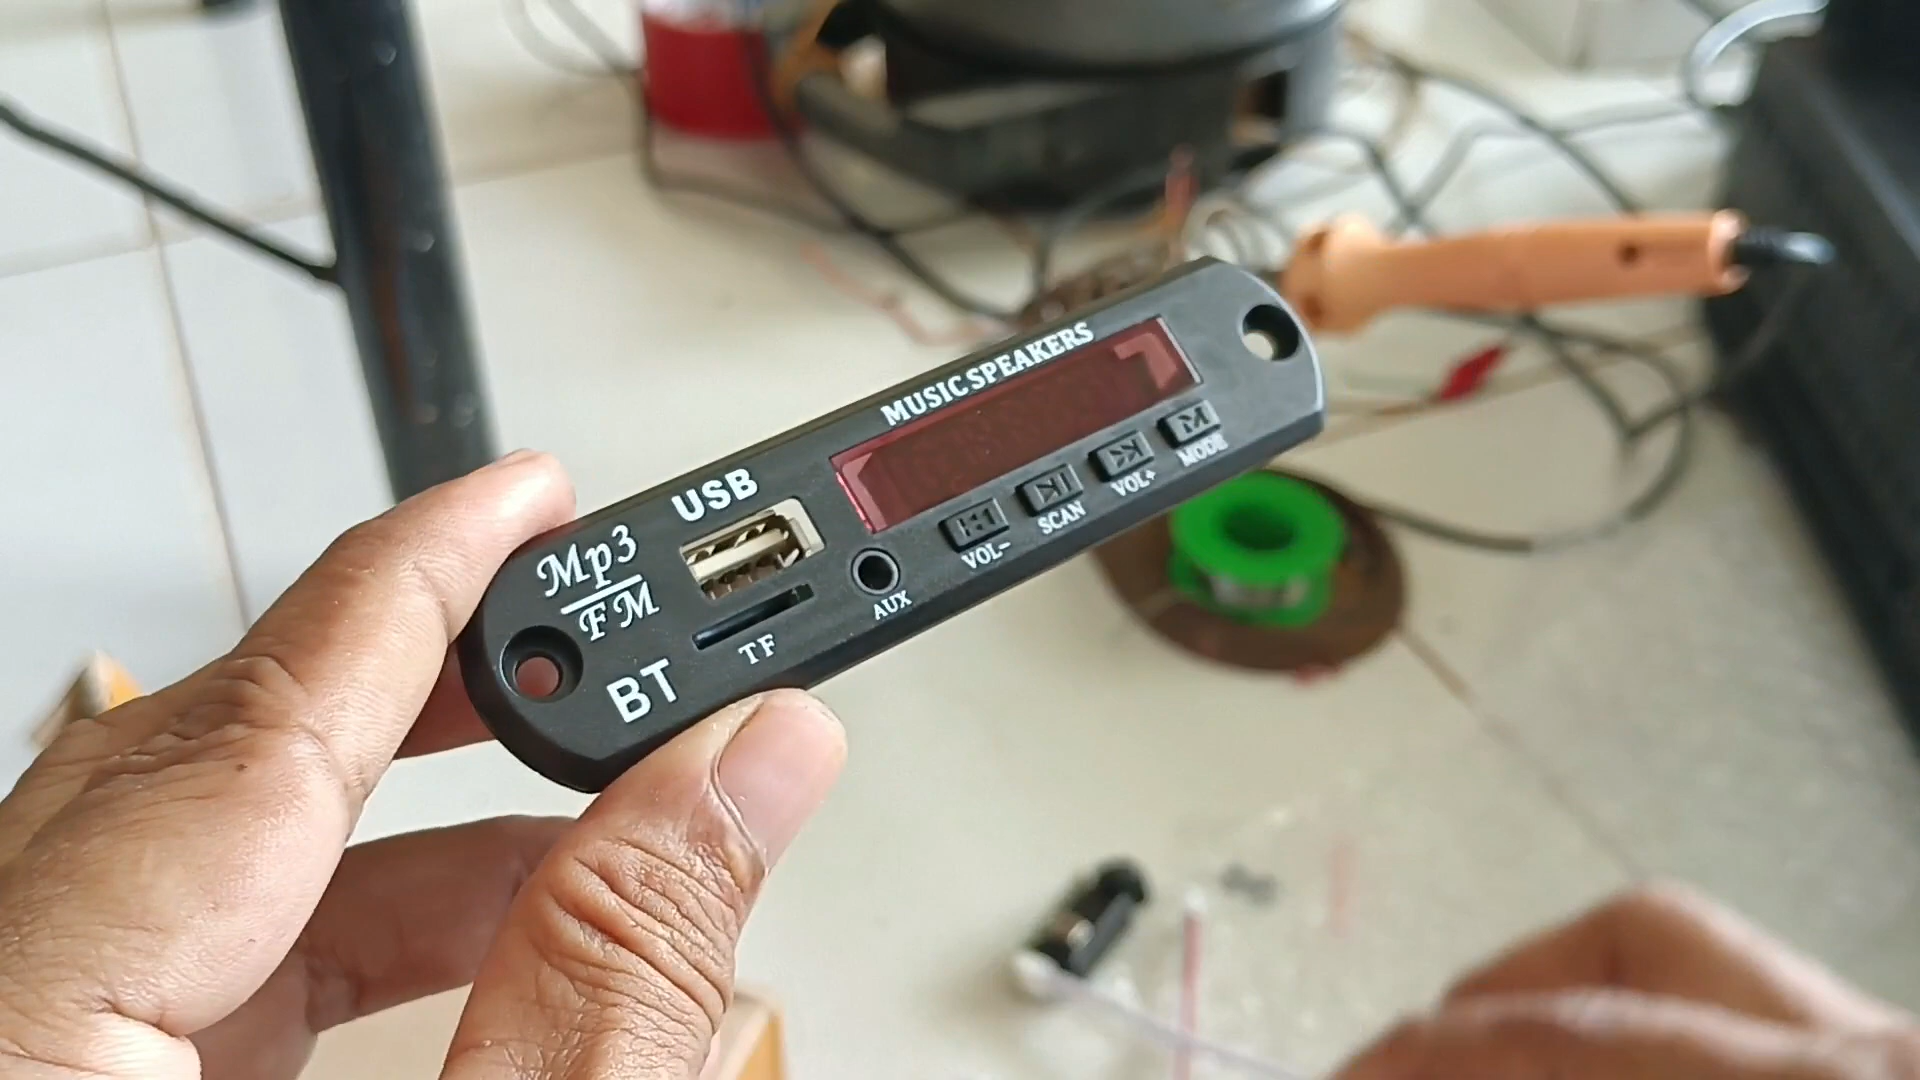 MUSIC SPEAKERS
USB
Mp3
FM
BT
TF
AUX
VOL-
SCAN
VOL+
MODE